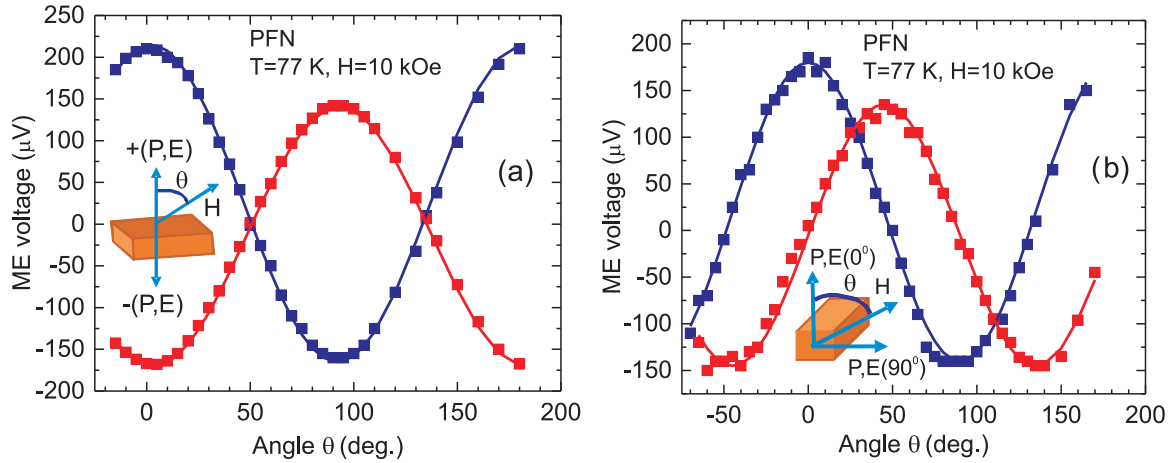 PFN
T=77 K, H=10 kOe
(a)
+(P,E)
θ
H
-(P,E)
ME voltage (μV)
250
200
150
100
50
0
-50
-100
-150
-200
0
50
100
150
200
Angle θ (deg.)
PFN
T=77 K, H=10 kOe
(b)
P,E(0⁰)
θ
H
P,E(90⁰)
ME voltage (μV)
200
150
100
50
0
-50
-100
-150
-50
0
50
100
150
200
Angle θ (deg.)